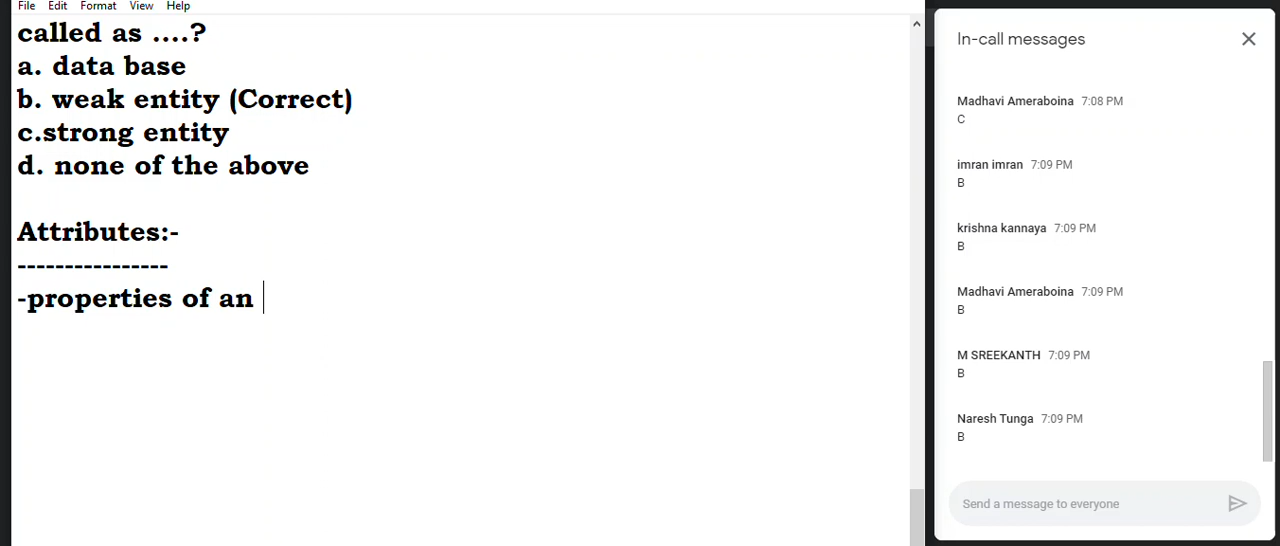 File Edit Format View Help
called as ....?
a. data base
b. weak entity (Correct)
c.strong entity
d. none of the above
Attributes:-
----------------
-properties of an
In-call messages
Madhavi Ameraboina 7:08 PM
C
imran imran 7:09 PM
B
krishna kannaya 7:09 PM
B
Madhavi Ameraboina 7:09 PM
B
M SREEKANTH 7:09 PM
B
Naresh Tunga 7:09 PM
B
Send a message to everyone